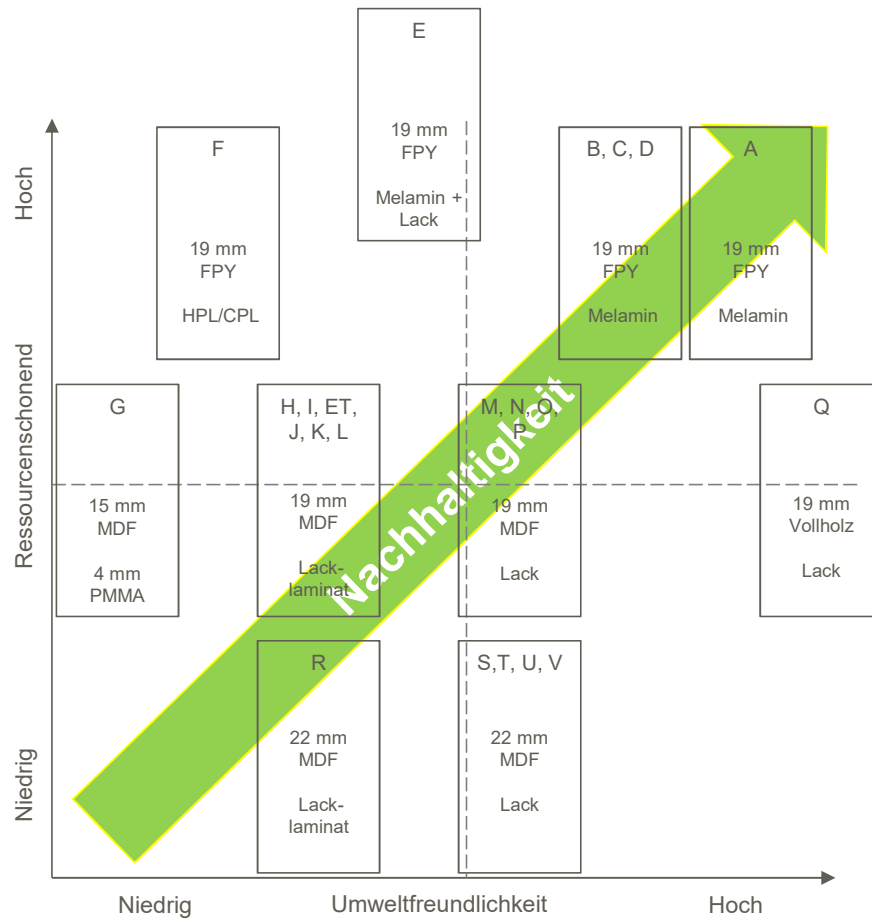 E
19 mm
FPY
Melamin +
Lack
F
19 mm
FPY
HPL/CPL
B, C, D
19 mm
FPY
Melamin
A
19 mm
FPY
Melamin
G
15 mm
MDF
4 mm
PMMA
H, I, ET,
J, K, L
19 mm
MDF
Lack-
laminat
M, N, O,
P
19 mm
MDF
Lack
Q
19 mm
Vollholz
Lack
R
22 mm
MDF
Lack-
laminat
S,T, U, V
22 mm
MDF
Lack
Nachhaltigkeit
Hoch
Ressourcenschonend
Niedrig
Niedrig
Umweltfreundlichkeit
Hoch